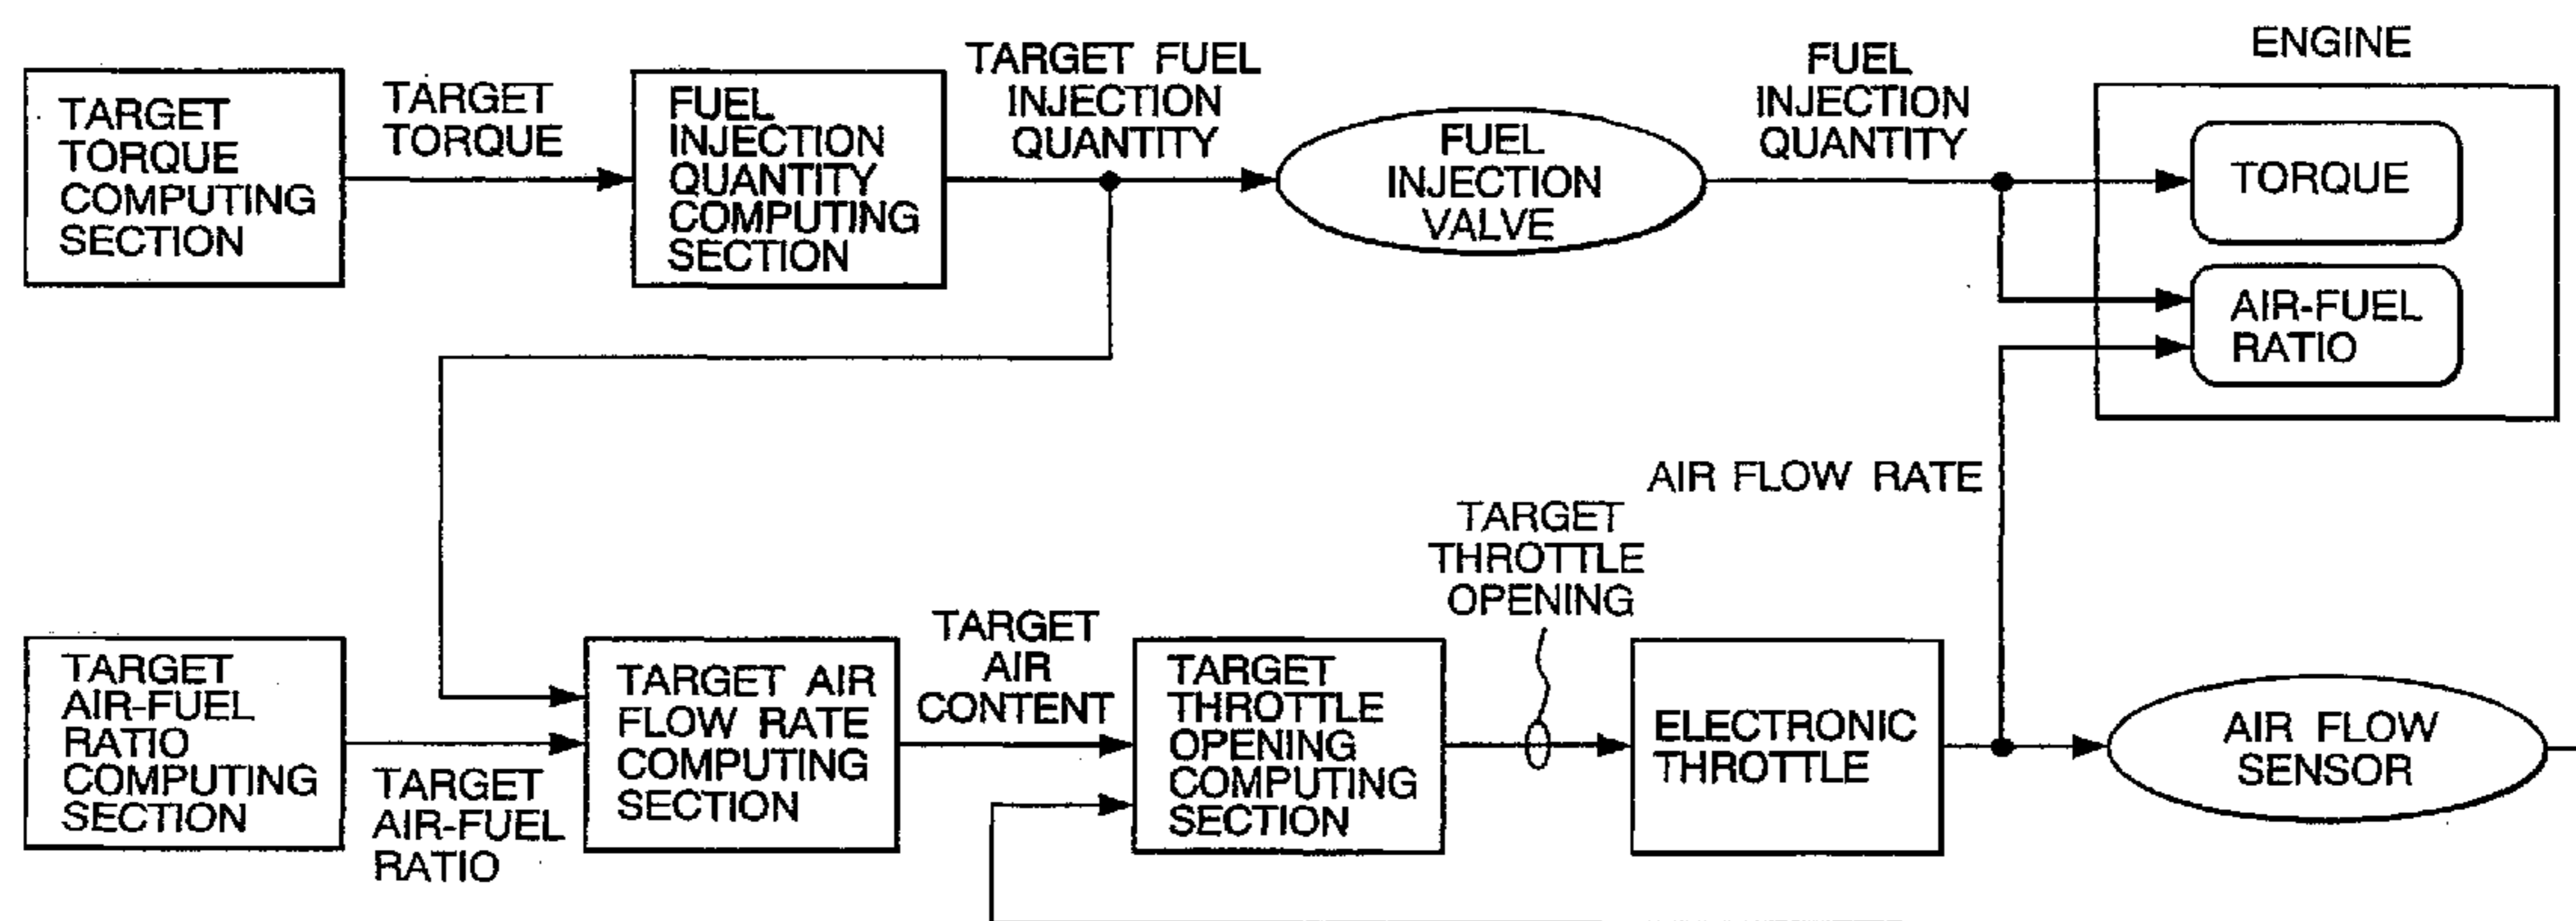 ENGINE
TARGET
TORQUE
COMPUTING
SECTION
TARGET
TORQUE
FUEL
INJECTION
QUANTITY
COMPUTING
SECTION
TARGET FUEL
INJECTION
QUANTITY
FUEL
INJECTION
VALVE
FUEL
INJECTION
QUANTITY
TORQUE
AIR-FUEL
RATIO
AIR FLOW RATE
TARGET
THROTTLE
OPENING
TARGET
AIR-FUEL
RATIO
COMPUTING
SECTION
TARGET
AIR-FUEL
RATIO
TARGET AIR
FLOW RATE
COMPUTING
SECTION
TARGET
AIR
CONTENT
TARGET
THROTTLE
OPENING
COMPUTING
SECTION
ELECTRONIC
THROTTLE
AIR FLOW
SENSOR